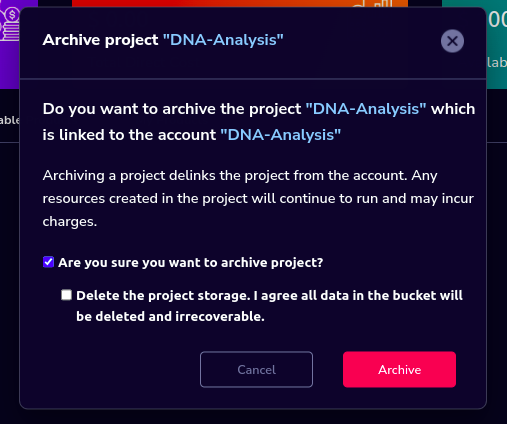 Archive project "DNA-Analysis"
Do you want to archive the project "DNA-Analysis" which
is linked to the account "DNA-Analysis"
Archiving a project delinks the project from the account. Any
resources created in the project will continue to run and may incur
charges.
Are you sure you want to archive project?
Delete the project storage. I agree all data in the bucket will
be deleted and irrecoverable.
Cancel
Archive